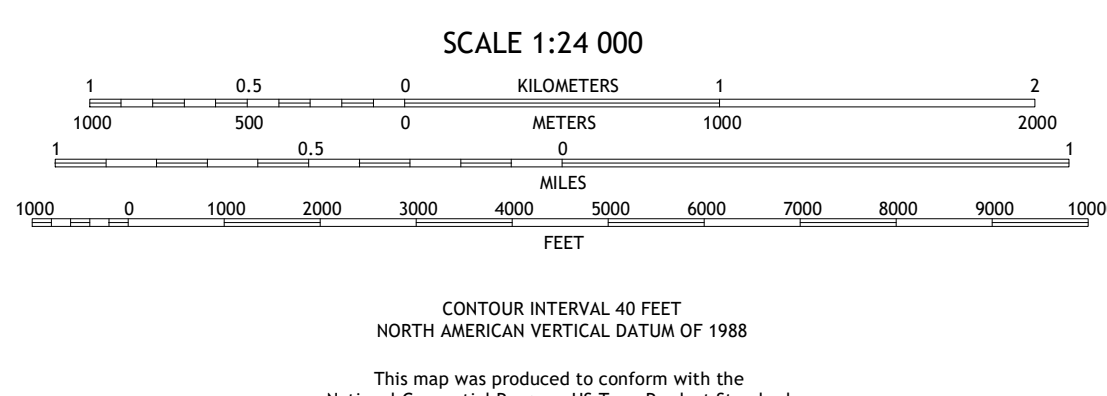 SCALE 1:24 000
1 0.5 0 KILOMETERS 1 2
1000 500 0 METERS 1000 2000
1 0.5 0 1
MILES
1000 0 1000 2000 3000 4000 5000 6000 7000 8000 9000 1000
FEET
CONTOUR INTERVAL 40 FEET
NORTH AMERICAN VERTICAL DATUM OF 1988
This map was produced to conform with the